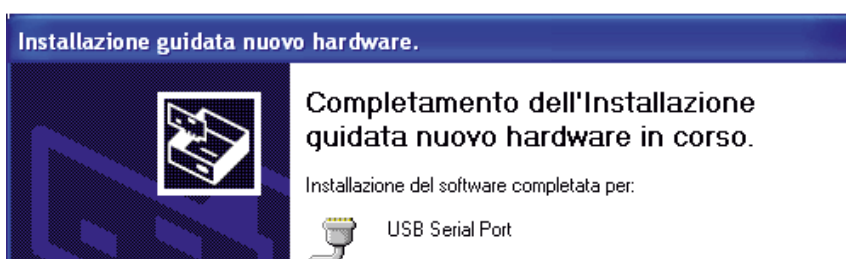 Installazione guidata nuovo hardware.
Completamento dell'Installazione
guidata nuovo hardware in corso.
Installazione del software completata per:
USB Serial Port